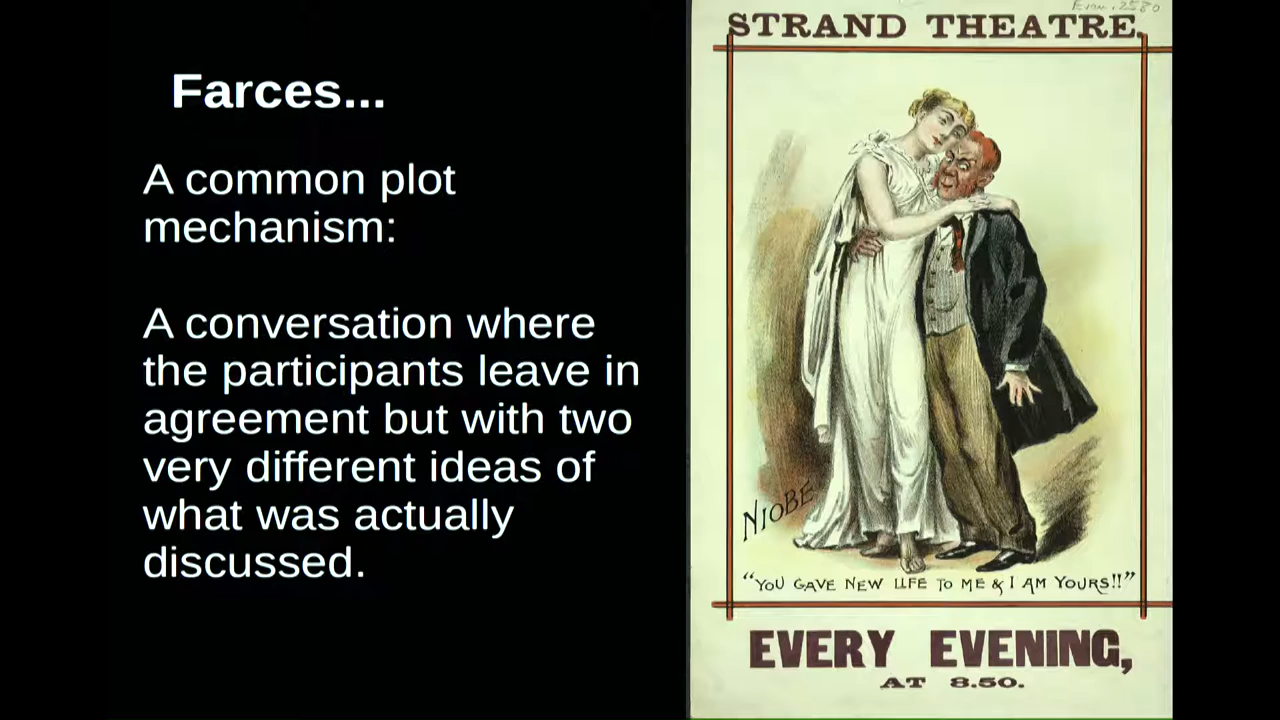 Farces...
A common plot
mechanism:
A conversation where
the participants leave in
agreement but with two
very different ideas of
what was actually
discussed.
Evan.2580
STRAND THEATRE.
NIOBE
"YOU GAVE NEW LIFE TO ME & I AM YOURS!!"
EVERY EVENING,
AT 8.50.